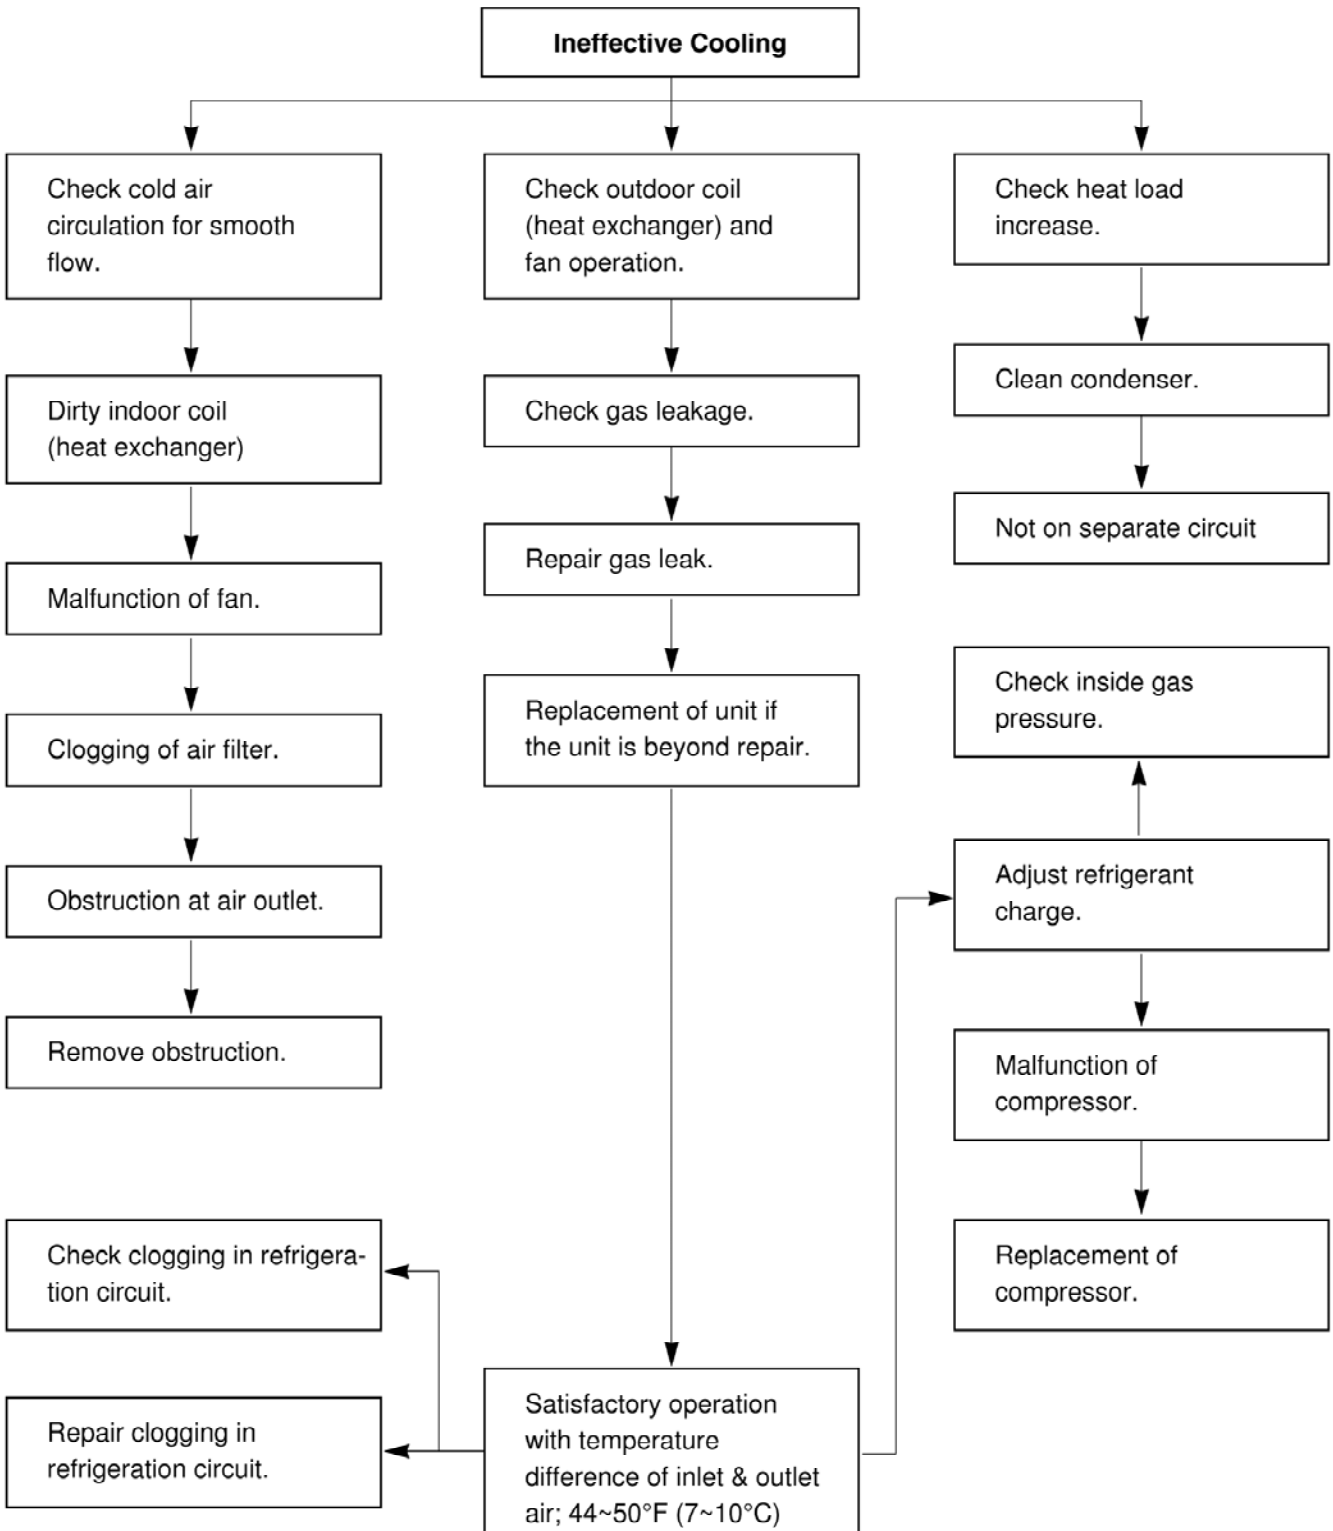 Ineffective Cooling
Check cold air
circulation for smooth
flow.
Dirty indoor coil
(heat exchanger)
Malfunction of fan.
Clogging of air filter.
Obstruction at air outlet.
Remove obstruction.
Check outdoor coil
(heat exchanger) and
fan operation.
Check gas leakage.
Repair gas leak.
Replacement of unit if
the unit is beyond repair.
Check heat load
increase.
Clean condenser.
Not on separate circuit
Check inside gas
pressure.
Adjust refrigerant
charge.
Malfunction of
compressor.
Replacement of
compressor.
Check clogging in refrigera-
tion circuit.
Repair clogging in
refrigeration circuit.
Satisfactory operation
with temperature
difference of inlet & outlet
air; 44~50°F (7~10°C)